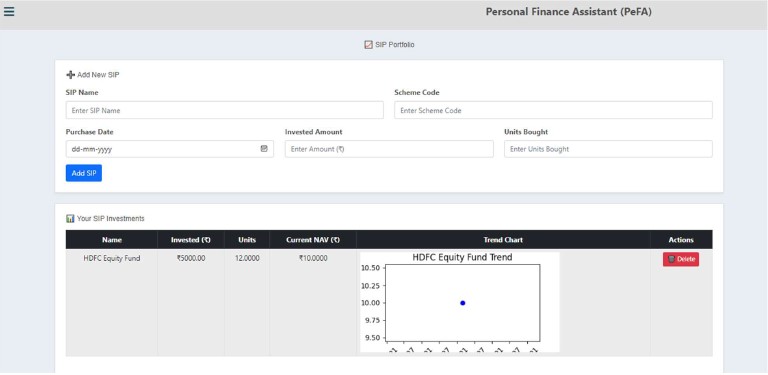 Personal Finance Assistant (PeFA)
SIP Portfolio
Add New SIP
SIP Name Scheme Code
Enter SIP Name Enter Scheme Code
Purchase Date Invested Amount Units Bought
dd-mm-yyyy Enter Amount (₹) Enter Units Bought
Add SIP
Your SIP Investments
Name Invested (₹) Units Current NAV (₹) Trend Chart Actions
HDFC Equity Fund ₹5000.00 12.0000 ₹10.0000 HDFC Equity Fund Trend Delete
10.50
10.25
10.00
9.75
9.50